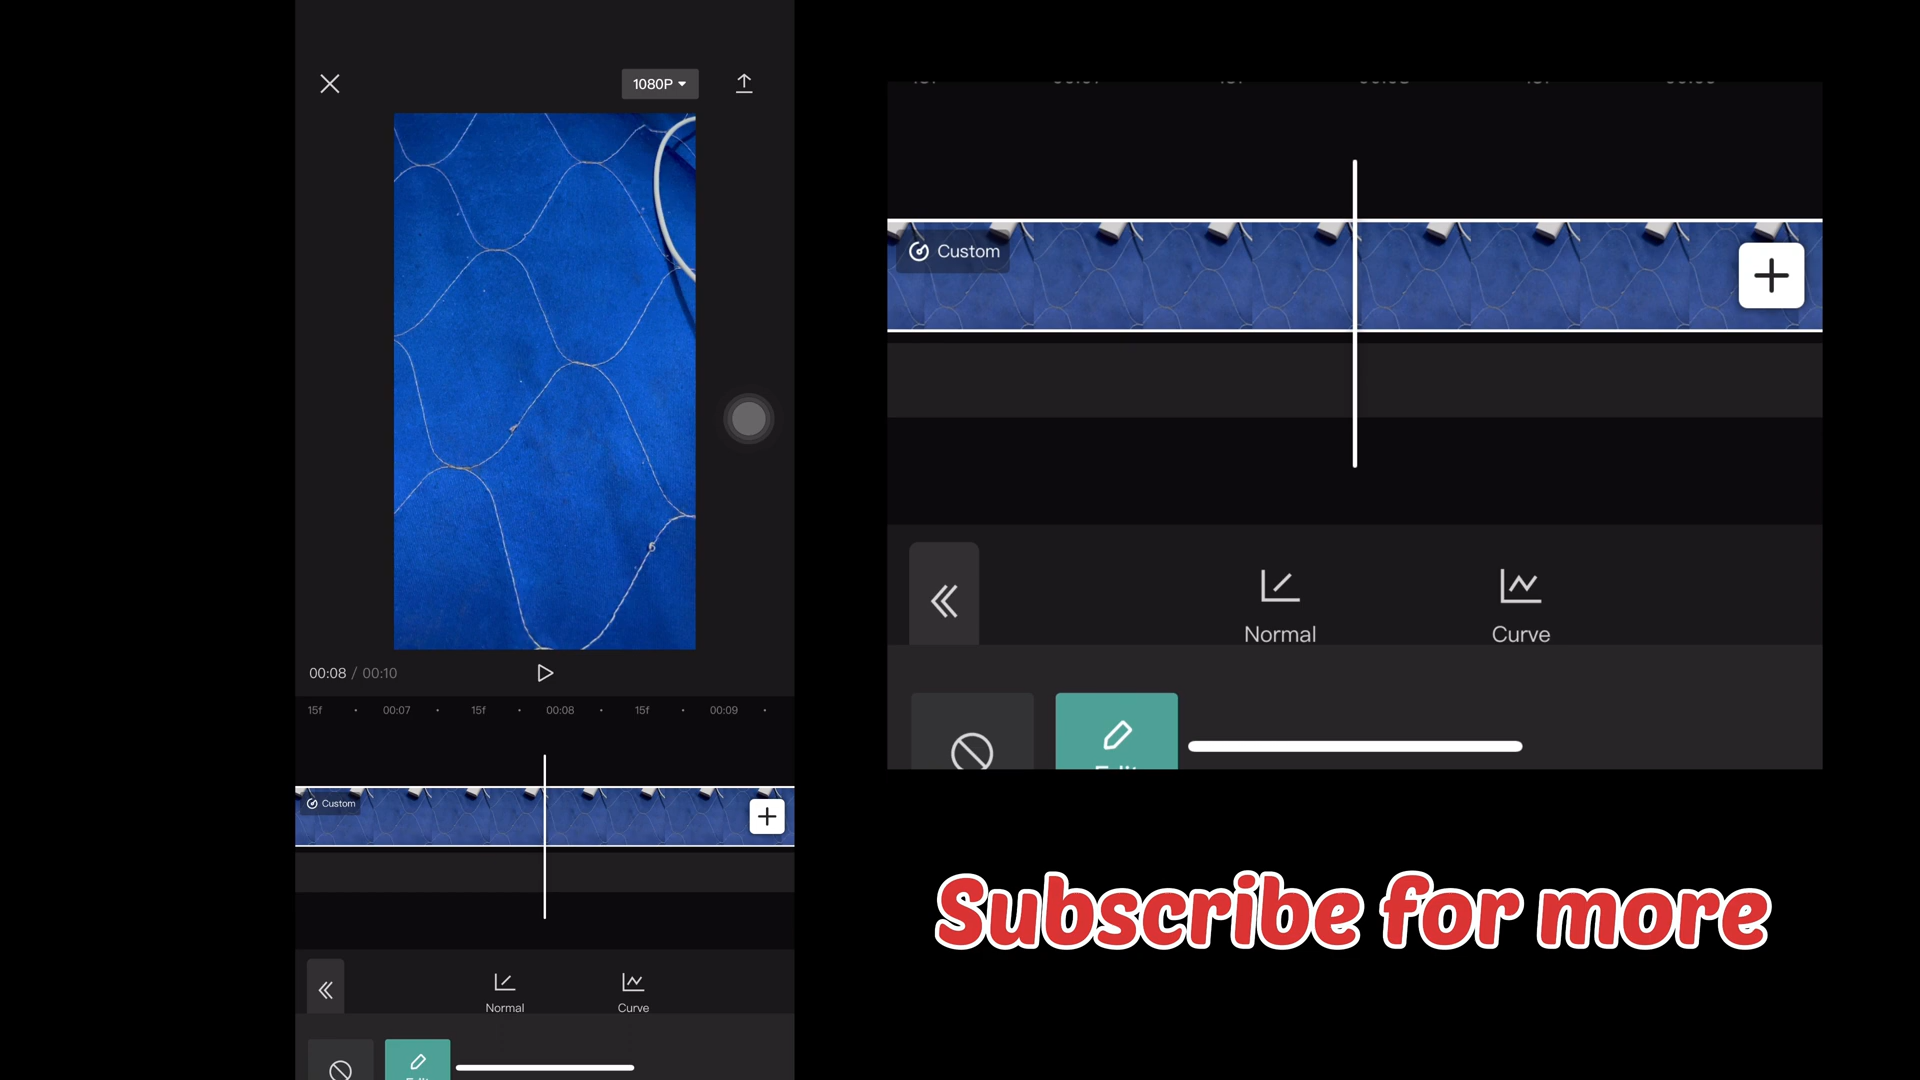 1080P
00:08 / 00:10
15f 00:07 15f 00:08 15f 00:09
Custom
Normal Curve
Custom
Normal Curve
Subscribe for more